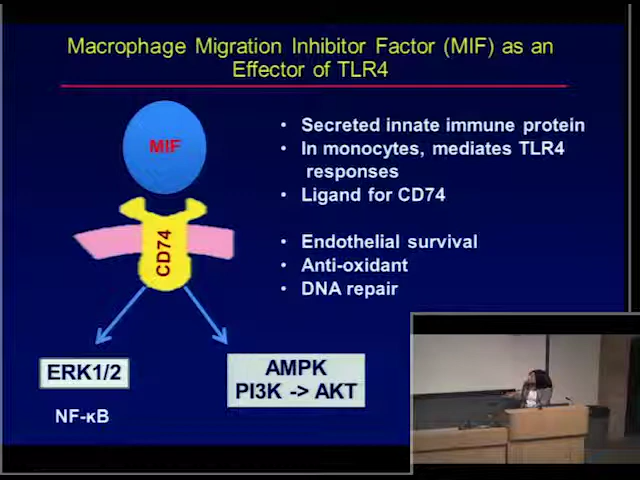 Macrophage Migration Inhibitor Factor (MIF) as an
Effector of TLR4
MIF
CD74
ERK1/2
NF-κB
AMPK
PI3K -> AKT
• Secreted innate immune protein
• In monocytes, mediates TLR4
responses
• Ligand for CD74
• Endothelial survival
• Anti-oxidant
• DNA repair